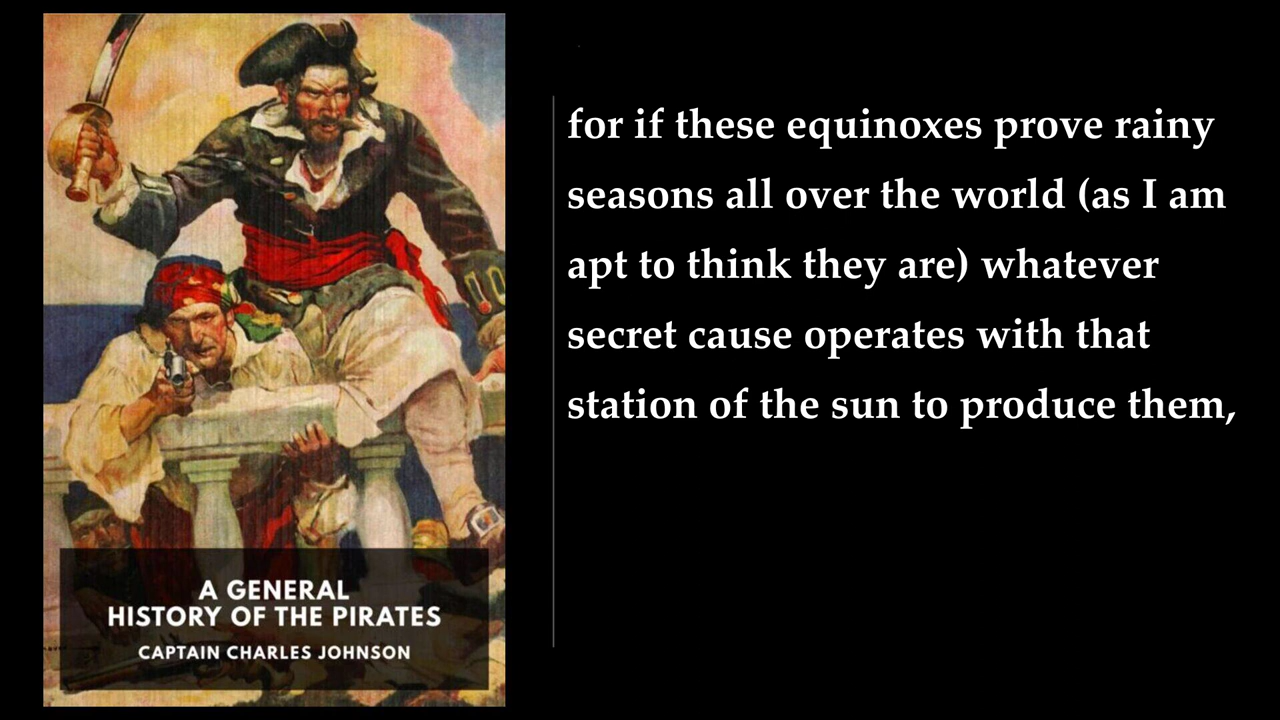 A GENERAL
HISTORY OF THE PIRATES
CAPTAIN CHARLES JOHNSON
for if these equinoxes prove rainy
seasons all over the world (as I am
apt to think they are) whatever
secret cause operates with that
station of the sun to produce them,